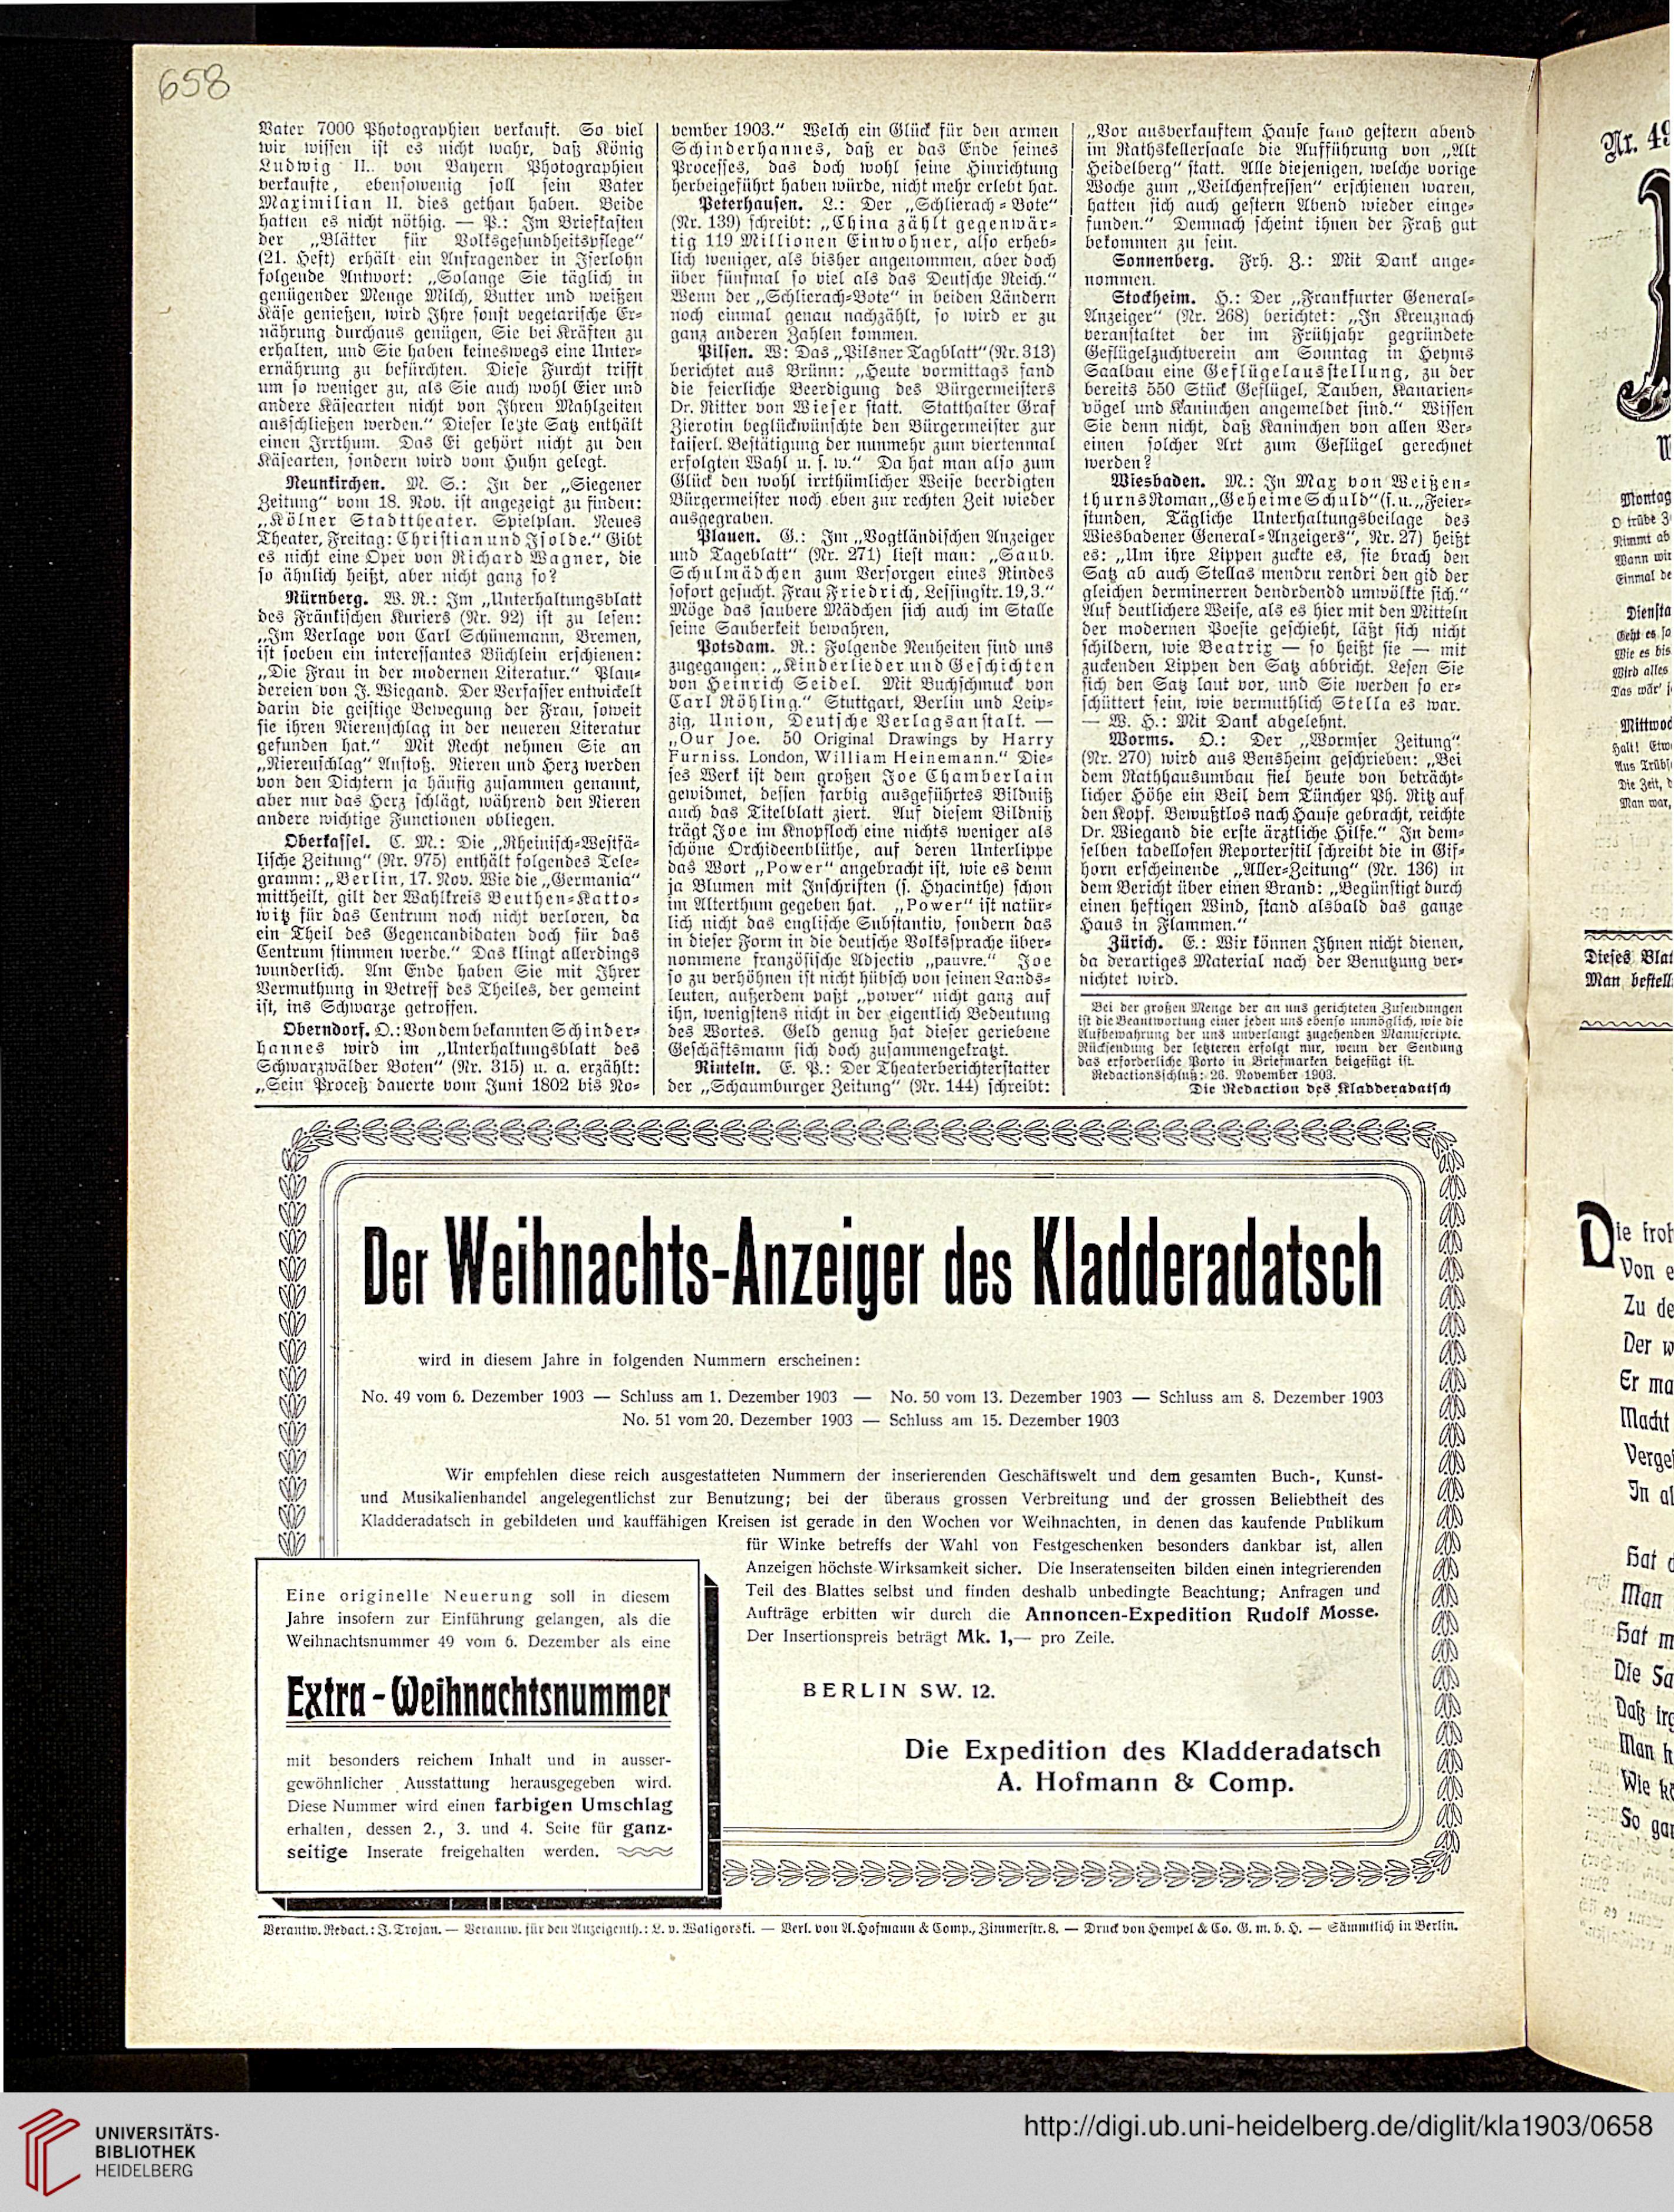 658
Vater 7000 Photographien verkauft. So viel
wir wissen ist es nicht wahr, daß König
Ludwig II. von Bayern Photographien
verkaufte, ebensowenig soll sein Vater
Maximilian II. dies gethan haben. Beide
hatten es nicht nöthig. — P.: Im Briefkasten
der „Blätter für Volksgesundheitspflege“
(21. Heft) erhält ein Anfragender in Iserlohn
folgende Antwort: „Solange Sie täglich in
genügender Menge Milch, Butter und weißen
Käse genießen, wird Ihre sonst vegetarische Er-
nährung durchaus genügen, Sie bei Kräften zu
erhalten, und Sie haben keineswegs eine Unter-
ernährung zu befürchten. Diese Furcht trifft
um so weniger zu, als Sie auch wohl Eier und
andere Käsearten nicht von Ihren Mahlzeiten
ausschließen werden.“ Dieser lezte Satz enthält
einen Irrthum. Das Ei gehört nicht zu den
Käsearten, sondern wird vom Huhn gelegt.
Neunkirchen. M. S.: In der „Siegener
Zeitung“ vom 18. Nov. ist angezeigt zu finden:
„Kölner Stadttheater. Spielplan. Neues
Theater, Freitag: Christian und Isolde.“ Gibt
es nicht eine Oper von Richard Wagner, die
so ähnlich heißt, aber nicht ganz so?
Nürnberg. W. R.: Im „Unterhaltungsblatt
des Fränkischen Kuriers (Nr. 92) ist zu lesen:
„Im Verlage von Carl Schünemann, Bremen,
ist soeben ein interessantes Büchlein erschienen:
„Die Frau in der modernen Literatur.“ Plau-
dereien von J. Wiegand. Der Verfasser entwickelt
darin die geistige Bewegung der Frau, soweit
sie ihren Nierenschlag in der neueren Literatur
gefunden hat.“ Mit Recht nehmen Sie an
„Nierenschlag“ Anstoß. Nieren und Herz werden
von den Dichtern ja häufig zusammen genannt,
aber nur das Herz schlägt, während den Nieren
andere wichtige Functionen obliegen.
Oberkassel. C. M.: Die „Rheinisch-Westfä-
lische Zeitung“ (Nr. 975) enthält folgendes Tele-
gramm: „Berlin, 17. Nov. Wie die „Germania“
mittheilt, gilt der Wahlkreis Beuthen-Katto-
witz für das Centrum noch nicht verloren, da
ein Theil des Gegencandidaten doch für das
Centrum stimmen werde.“ Das klingt allerdings
wunderlich. Am Ende haben Sie mit Ihrer
Vermuthung in Betreff des Theiles, der gemeint
ist, ins Schwarze getroffen.
Oberndorf. O.: Von dem bekannten Schinder-
hannes wird im „Unterhaltungsblatt des
Schwarzwälder Boten“ (Nr. 315) u. a. erzählt:
„Sein Proceß dauerte vom Juni 1802 bis No-
vember 1903.“ Welch ein Glück für den armen
Schinderhannes, daß er das Ende seines
Processes, das doch wohl seine Hinrichtung
herbeigeführt haben würde, nicht mehr erlebt hat.
Peterhausen. L.: Der „Schlierach-Bote“
(Nr. 139) schreibt: „China zählt gegenwär-
tig 119 Millionen Einwohner, also erheb-
lich weniger, als bisher angenommen, aber doch
über fünfmal so viel als das Deutsche Reich.“
Wenn der „Schlierach-Bote“ in beiden Ländern
noch einmal genau nachzählt, so wird er zu
ganz anderen Zahlen kommen.
Pilsen. W: Das „Pilsner Tagblatt“ (Nr. 313)
berichtet aus Brünn: „Heute vormittags fand
die feierliche Beerdigung des Bürgermeisters
Dr. Ritter von Wieser statt. Statthalter Graf
Zierotin beglückwünschte den Bürgermeister zur
kaiserl. Bestätigung der nunmehr zum viertenmal
erfolgten Wahl u. s. w.“ Da hat man also zum
Glück den wohl irrthümlicher Weise beerdigten
Bürgermeister noch eben zur rechten Zeit wieder
ausgegraben.
Plauen. G.: Im „Vogtländischen Anzeiger
und Tageblatt“ (Nr. 271) liest man: „Saub.
Schulmädchen zum Versorgen eines Rindes
sofort gesucht. Frau Friedrich, Lessingstr. 19, 3.“
Möge das saubere Mädchen sich auch im Stalle
seine Sauberkeit bewahren.
Potsdam. R.: Folgende Neuheiten sind uns
zugegangen: „Kinderlieder und Geschichten
von Heinrich Seidel. Mit Buchschmuck von
Carl Röhling.“ Stuttgart, Berlin und Leip-
zig, Union, Deutsche Verlagsanstalt. —
„Our Joe. 50 Original Drawings by Harry
Furniss. London, William Heinemann.“ Die-
ses Werk ist dem großen Joe Chamberlain
gewidmet, dessen farbig ausgeführtes Bildniß
auch das Titelblatt ziert. Auf diesem Bildniß
trägt Joe im Knopfloch eine nichts weniger als
schöne Orchideenblüthe, auf deren Unterlippe
das Wort „Power“ angebracht ist, wie es denn
ja Blumen mit Inschriften (s. Hyacinthe) schon
im Alterthum gegeben hat. „Power“ ist natür-
lich nicht das englische Substantiv, sondern das
in dieser Form in die deutsche Volkssprache über-
nommene französische Adjectiv „pauvre.“ Joe
so zu verhöhnen ist nicht hübsch von seinen Lands-
leuten, außerdem paßt „power“ nicht ganz auf
ihn, wenigstens nicht in der eigentlich Bedeutung
des Wortes. Geld genug hat dieser geriebene
Geschäftsmann sich doch zusammengekratzt.
Rinteln. E. P.: Der Theaterberichterstatter
der „Schaumburger Zeitung“ (Nr. 144) schreibt:
„Vor ausverkauftem Hause fand gestern abend
im Rathskellersaale die Aufführung von „Alt
Heidelberg“ statt. Alle diejenigen, welche vorige
Woche zum „Veilchenfressen“ erschienen waren,
hatten sich auch gestern Abend wieder einge-
funden.“ Demnach scheint ihnen der Fraß gut
bekommen zu sein.
Sonnenberg. Frh. Z.: Mit Dank ange-
nommen.
Stockheim. H.: Der „Frankfurter General-
Anzeiger“ (Nr. 268) berichtet: „In Kreuznach
veranstaltet der im Frühjahr gegründete
Geflügelzuchtverein am Sonntag in Heyms
Saalbau eine Geflügelausstellung, zu der
bereits 550 Stück Geflügel, Tauben, Kanarien-
vögel und Kaninchen angemeldet sind.“ Wissen
Sie denn nicht, daß Kaninchen von allen Ver-
einen solcher Art zum Geflügel gerechnet
werden?
Wiesbaden. M.: In Max von Weißen-
thurns Roman „Geheime Schuld“ (s. u. „Feier-
stunden, Tägliche Unterhaltungsbeilage des
Wiesbadener General-Anzeigers“, Nr. 27) heißt
es: „Um ihre Lippen zuckte es, sie brach den
Satz ab auch Stellas mendru rendri den gid der
gleichen derminerren dendrdendd umwölkte sich.“
Auf deutlichere Weise, als es hier mit den Mitteln
der modernen Poesie geschieht, läßt sich nicht
schildern, wie Beatrix — so heißt sie — mit
zuckenden Lippen den Satz abbricht. Lesen Sie
sich den Satz laut vor, und Sie werden so er-
schüttert sein, wie vermuthlich Stella es war.
— W. H.: Mit Dank abgelehnt.
Worms. O.: Der „Wormser Zeitung“
(Nr. 270) wird aus Bensheim geschrieben: „Bei
dem Rathhausumbau fiel heute von beträcht-
licher Höhe ein Beil dem Tüncher Ph. Ritz auf
den Kopf. Bewußtlos nach Hause gebracht, reichte
Dr. Wiegand die erste ärztliche Hilfe.“ In dem-
selben tadellosen Reporterstil schreibt die in Gif-
horn erscheinende „Aller-Zeitung“ (Nr. 136) in
dem Bericht über einen Brand: „Begünstigt durch
einen heftigen Wind, stand alsbald das ganze
Haus in Flammen.“
Zürich. E.: Wir können Ihnen nicht dienen,
da derartiges Material nach der Benutzung ver-
nichtet wird.
Bei der großen Menge der an uns gerichteten Zusendungen
ist die Beantwortung einer jeden uns ebenso unmöglich, wie die
Aufbewahrung der uns unverlangt zugehenden Manuscripte.
Rücksendung der letzteren erfolgt nur, wenn der Sendung
das erforderliche Porto in Briefmarken beigefügt ist.
Redactionsschluß: 26. November 1903.
Die Redaction des Kladderadatsch
Der Weihnachts-Anzeiger des Kladderadatsch
wird in diesem Jahre in folgenden Nummern erscheinen:
No. 49 vom 6. Dezember 1903 — Schluss am 1. Dezember 1903 — No. 50 vom 13. Dezember 1903 — Schluss am 8. Dezember 1903
No. 51 vom 20. Dezember 1903 — Schluss am 15. Dezember 1903
Wir empfehlen diese reich ausgestatteten Nummern der inserierenden Geschäftswelt und dem gesamten Buch-, Kunst-
und Musikalienhandel angelegentlichst zur Benutzung; bei der überaus grossen Verbreitung und der grossen Beliebtheit des
Kladderadatsch in gebildeten und kauffähigen Kreisen ist gerade in den Wochen vor Weihnachten, in denen das kaufende Publikum
für Winke betreffs der Wahl von Festgeschenken besonders dankbar ist, allen
Anzeigen höchste Wirksamkeit sicher. Die Inseratenseiten bilden einen integrierenden
Teil des Blattes selbst und finden deshalb unbedingte Beachtung; Anfragen und
Aufträge erbitten wir durch die Annoncen-Expedition Rudolf Mosse.
Der Insertionspreis beträgt Mk. 1,— pro Zeile.
BERLIN SW. 12.
Die Expedition des Kladderadatsch
A. Hofmann & Comp.
Eine originelle Neuerung soll in diesem
Jahre insofern zur Einführung gelangen, als die
Weihnachtsnummer 49 vom 6. Dezember als eine
Extra-Weihnachtsnummer
mit besonders reichem Inhalt und in ausser-
gewöhnlicher Ausstattung herausgegeben wird.
Diese Nummer wird einen farbigen Umschlag
erhalten, dessen 2., 3. und 4. Seite für ganz-
seitige Inserate freigehalten werden.
Verantw. Redact.: J. Trojan. — Verantw. für den Anzeigenth.: L. v. Waligorski. — Verl. von A. Hofmann & Comp., Zimmerstr. 8. — Druck von Hempel & Co. G. m. b. H. — Sämmtlich in Berlin.
Nr. 49
Montag
O trübe
Nimmt ab
Wann wir
Einmal
Diensta
Geht es so
Wie es bis
Wird alles
Das wär'
Mittwoc
Halt! Etw
Aus Trübs
Die Zeit,
Man war,
Dieses Blat
Man bestell
Die froh
Von e
Zu de
Der w
Er ma
Macht
Verge
In al
Hat
Man
Hat m
Die Sa
Daß irg
Man h
Wie kö
So gar
UNIVERSITÄTS-
BIBLIOTHEK
HEIDELBERG
http://digi.ub.uni-heidelberg.de/diglit/kla1903/0658